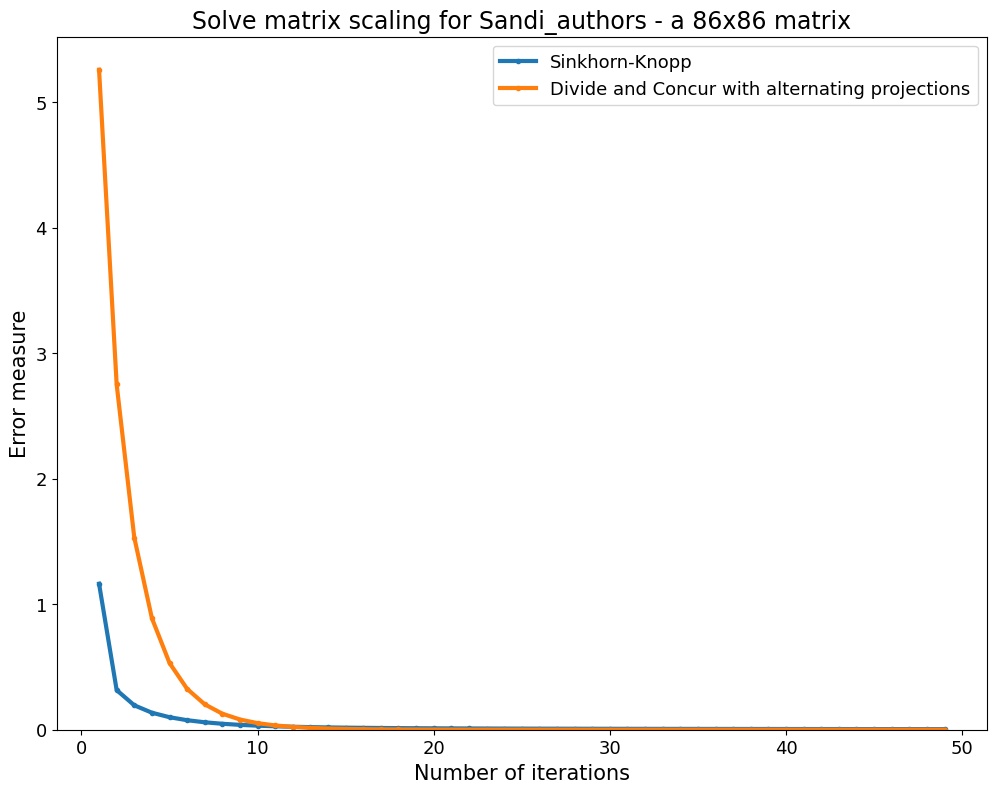 Solve matrix scaling for Sandi_authors - a 86x86 matrix
Sinkhorn-Knopp
Divide and Concur with alternating projections
Error measure
5
4
3
2
1
0
0 10 20 30 40 50
Number of iterations